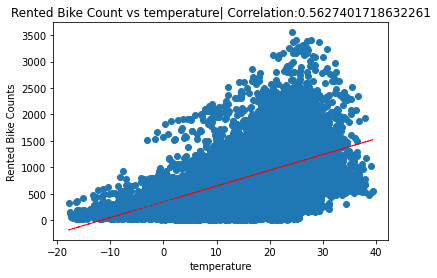 Rented Bike Count vs temperature| Correlation:0.5627401718632261
3500
3000
2500
2000
1500
1000
500
0
Rented Bike Counts
−20 −10 0 10 20 30 40
temperature